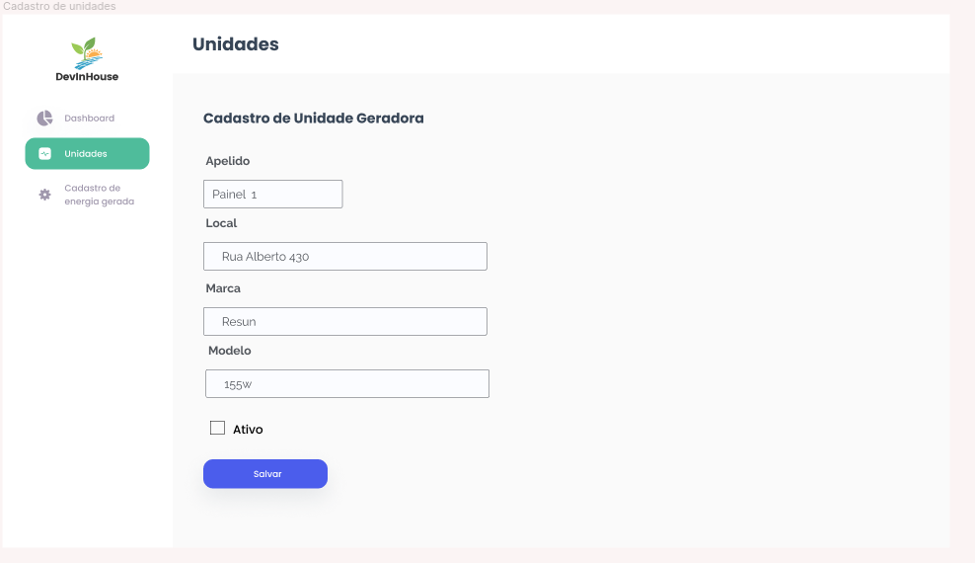 Cadastro de unidades
Unidades
DevInHouse
Dashboard
Unidades
Cadastro de
energia gerada
Cadastro de Unidade Geradora
Apelido
Painel 1
Local
Rua Alberto 430
Marca
Resun
Modelo
155w
Ativo
Salvar